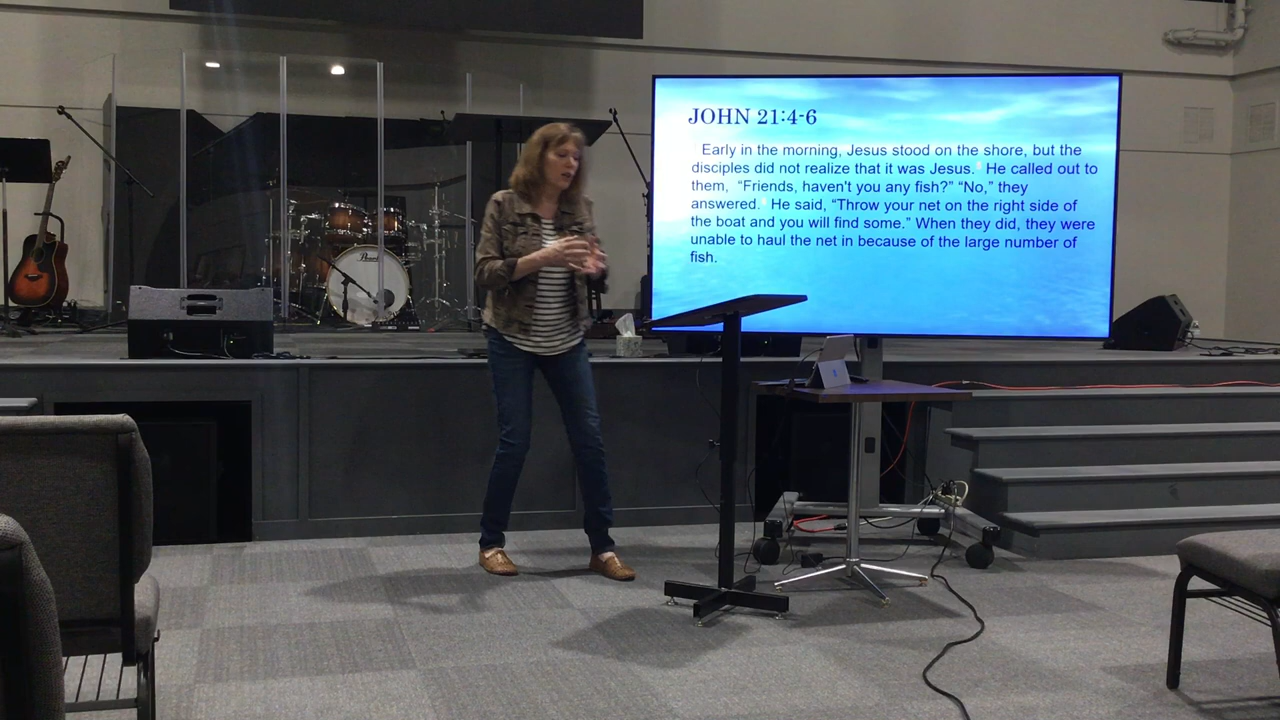 JOHN 21:4-6
Early in the morning, Jesus stood on the shore, but the
disciples did not realize that it was Jesus. He called out to
them, “Friends, haven't you any fish?” “No,” they
answered. He said, “Throw your net on the right side of
the boat and you will find some.” When they did, they were
unable to haul the net in because of the large number of
fish.